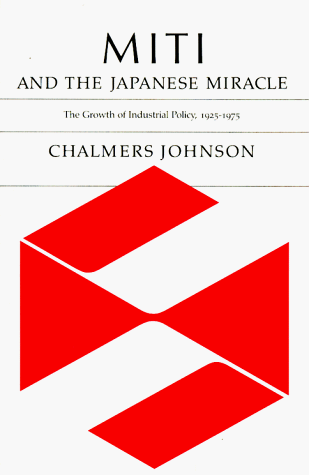 MITI
AND THE JAPANESE MIRACLE
The Growth of Industrial Policy, 1925-1975
CHALMERS JOHNSON